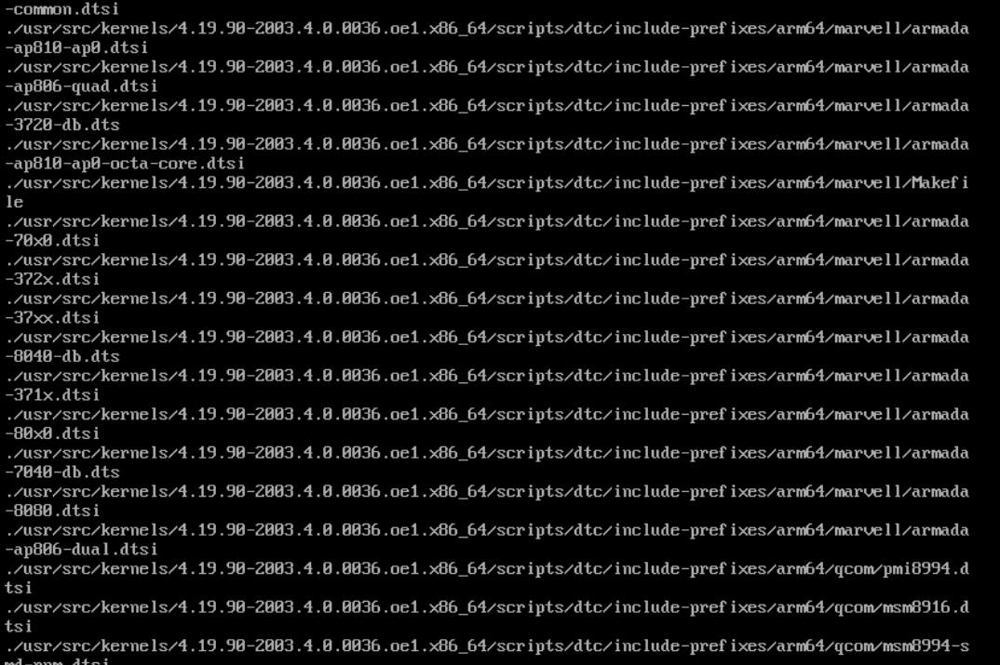 -common.dtsi
./usr/src/kernels/4.19.90-2003.4.0.0036.oe1.x86_64/scripts/dtc/include-prefixes/arm64/marvell/armada
-ap810-ap0.dtsi
./usr/src/kernels/4.19.90-2003.4.0.0036.oe1.x86_64/scripts/dtc/include-prefixes/arm64/marvell/armada
-ap806-quad.dtsi
./usr/src/kernels/4.19.90-2003.4.0.0036.oe1.x86_64/scripts/dtc/include-prefixes/arm64/marvell/armada
-3720-db.dts
./usr/src/kernels/4.19.90-2003.4.0.0036.oe1.x86_64/scripts/dtc/include-prefixes/arm64/marvell/armada
-ap810-ap0-octa-core.dtsi
./usr/src/kernels/4.19.90-2003.4.0.0036.oe1.x86_64/scripts/dtc/include-prefixes/arm64/marvell/Makefi
le
./usr/src/kernels/4.19.90-2003.4.0.0036.oe1.x86_64/scripts/dtc/include-prefixes/arm64/marvell/armada
-70x0.dtsi
./usr/src/kernels/4.19.90-2003.4.0.0036.oe1.x86_64/scripts/dtc/include-prefixes/arm64/marvell/armada
-372x.dtsi
./usr/src/kernels/4.19.90-2003.4.0.0036.oe1.x86_64/scripts/dtc/include-prefixes/arm64/marvell/armada
-37xx.dtsi
./usr/src/kernels/4.19.90-2003.4.0.0036.oe1.x86_64/scripts/dtc/include-prefixes/arm64/marvell/armada
-8040-db.dts
./usr/src/kernels/4.19.90-2003.4.0.0036.oe1.x86_64/scripts/dtc/include-prefixes/arm64/marvell/armada
-371x.dtsi
./usr/src/kernels/4.19.90-2003.4.0.0036.oe1.x86_64/scripts/dtc/include-prefixes/arm64/marvell/armada
-80x0.dtsi
./usr/src/kernels/4.19.90-2003.4.0.0036.oe1.x86_64/scripts/dtc/include-prefixes/arm64/marvell/armada
-7040-db.dts
./usr/src/kernels/4.19.90-2003.4.0.0036.oe1.x86_64/scripts/dtc/include-prefixes/arm64/marvell/armada
-8080.dtsi
./usr/src/kernels/4.19.90-2003.4.0.0036.oe1.x86_64/scripts/dtc/include-prefixes/arm64/marvell/armada
-ap806-dual.dtsi
./usr/src/kernels/4.19.90-2003.4.0.0036.oe1.x86_64/scripts/dtc/include-prefixes/arm64/qcom/pmi8994.d
tsi
./usr/src/kernels/4.19.90-2003.4.0.0036.oe1.x86_64/scripts/dtc/include-prefixes/arm64/qcom/msm8916.d
tsi
./usr/src/kernels/4.19.90-2003.4.0.0036.oe1.x86_64/scripts/dtc/include-prefixes/arm64/qcom/msm8994-s